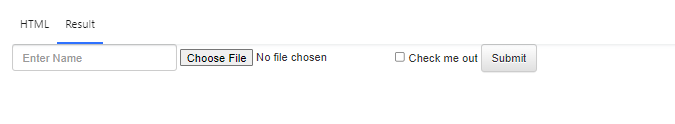 HTML Result
Enter Name Choose File No file chosen Check me out Submit